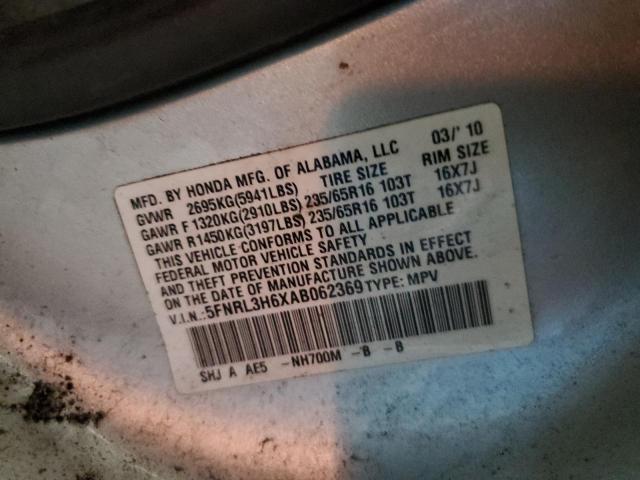 MFD. BY HONDA MFG. OF ALABAMA, LLC 03/'10
GVWR 2695KG(5941LBS) TIRE SIZE RIM SIZE
GAWR F 1320KG(2910LBS) 235/65R16 103T 16X7J
GAWR R 1450KG(3197LBS) 235/65R16 103T 16X7J
THIS VEHICLE CONFORMS TO ALL APPLICABLE
FEDERAL MOTOR VEHICLE SAFETY
AND THEFT PREVENTION STANDARDS IN EFFECT
ON THE DATE OF MANUFACTURE SHOWN ABOVE.
V.I.N.:5FNRL3H6XAB062369 TYPE: MPV
SHJ A AE5 -NH700M -B -B